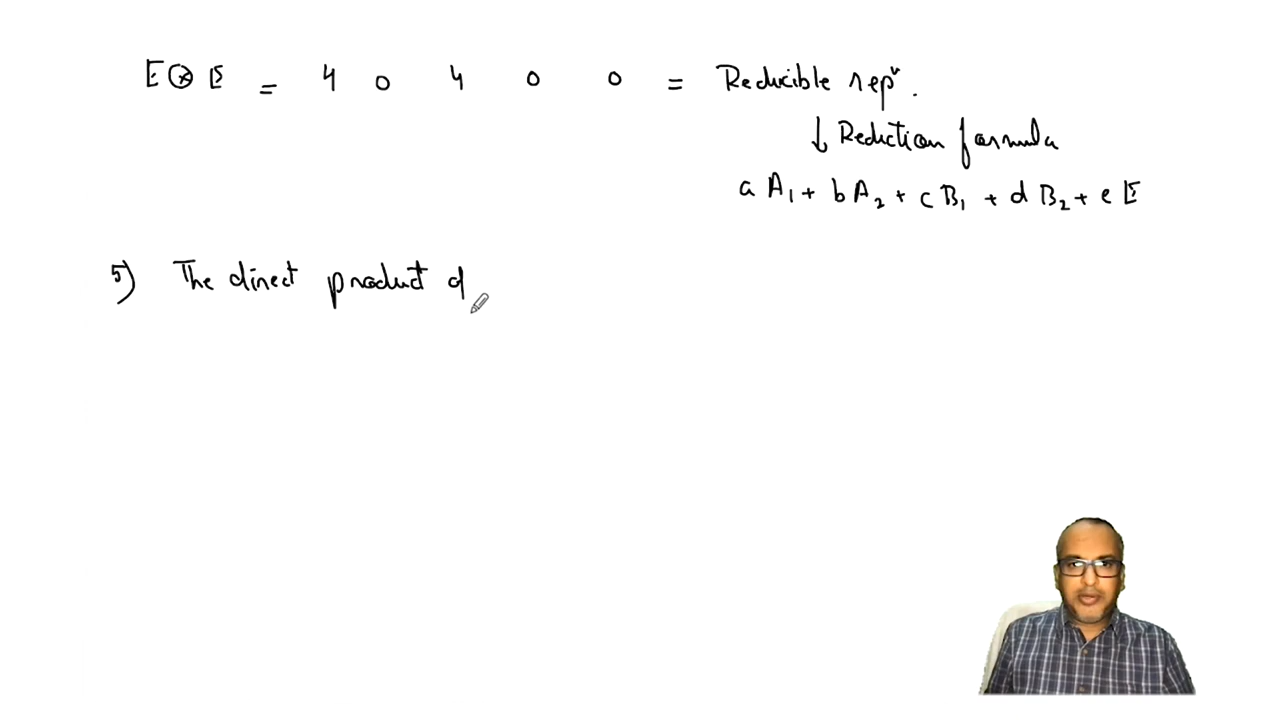 E ⊗ E = 4 0 4 0 0 = Reducible repⁿ.
↓ Reduction formula
a A₁ + b A₂ + c B₁ + d B₂ + e E
5) The direct product of